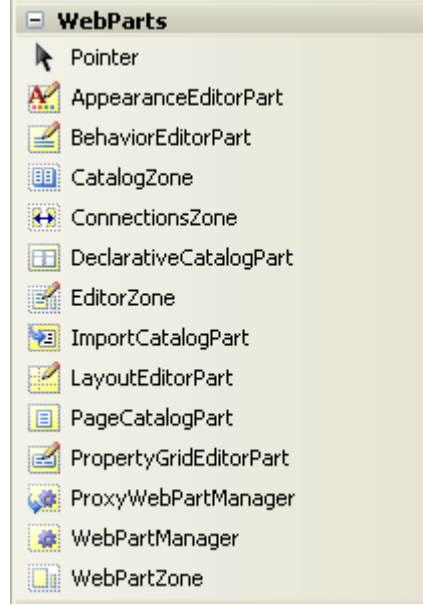 WebParts
Pointer
AppearanceEditorPart
BehaviorEditorPart
CatalogZone
ConnectionsZone
DeclarativeCatalogPart
EditorZone
ImportCatalogPart
LayoutEditorPart
PageCatalogPart
PropertyGridEditorPart
ProxyWebPartManager
WebPartManager
WebPartZone